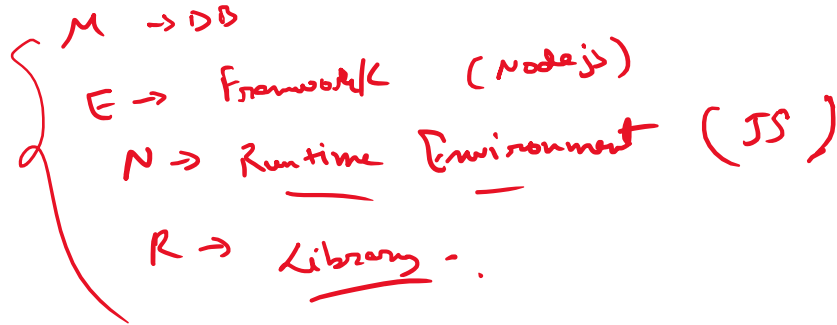 M → DB
E → Framework (Nodejs)
N → Runtime Environment (JS)
R → Library - .